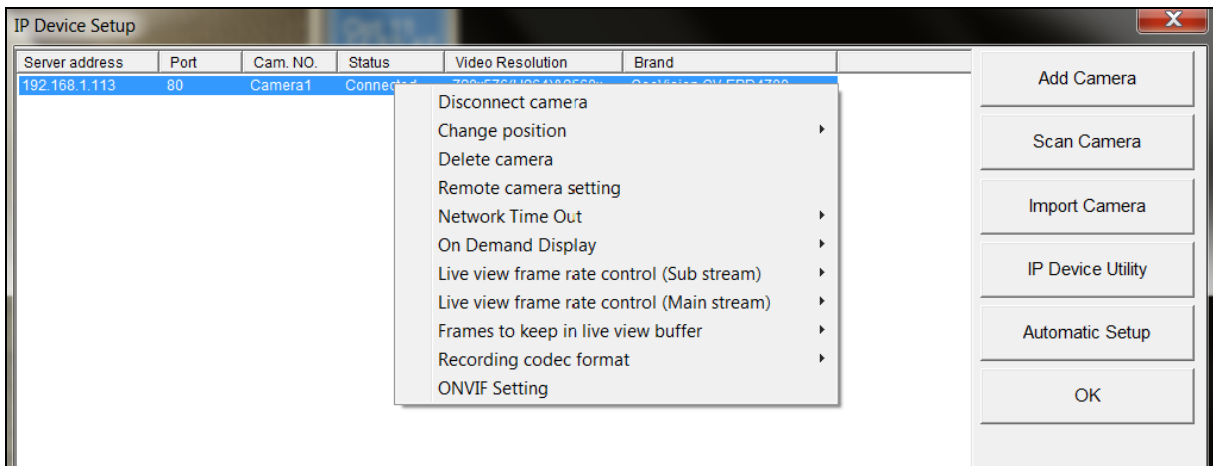 IP Device Setup
Server address Port Cam. NO. Status Video Resolution Brand
192.168.1.113 80 Camera1
Disconnect camera
Change position
Delete camera
Remote camera setting
Network Time Out
On Demand Display
Live view frame rate control (Sub stream)
Live view frame rate control (Main stream)
Frames to keep in live view buffer
Recording codec format
ONVIF Setting
Add Camera
Scan Camera
Import Camera
IP Device Utility
Automatic Setup
OK